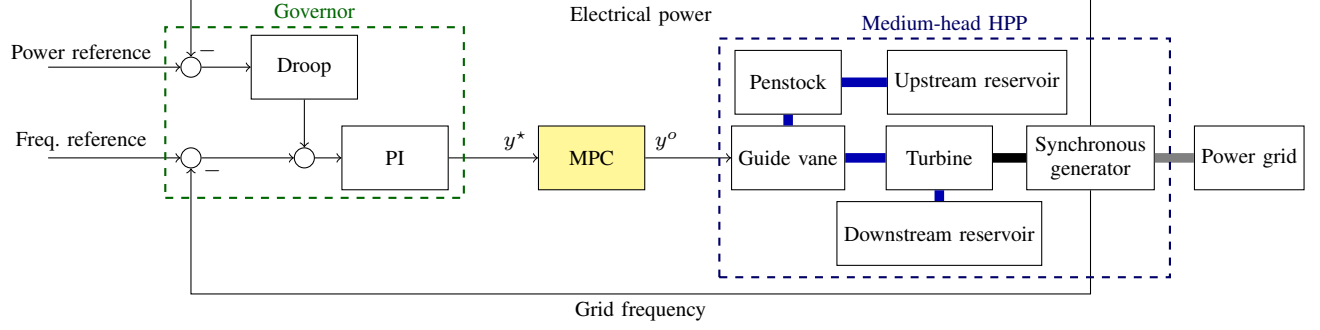 Governor
Electrical power
Medium-head HPP
Power reference
−
Droop
Penstock
Upstream reservoir
Freq. reference
−
PI
y⋆
MPC
yᵒ
Guide vane
Turbine
Synchronous
generator
Power grid
Downstream reservoir
Grid frequency